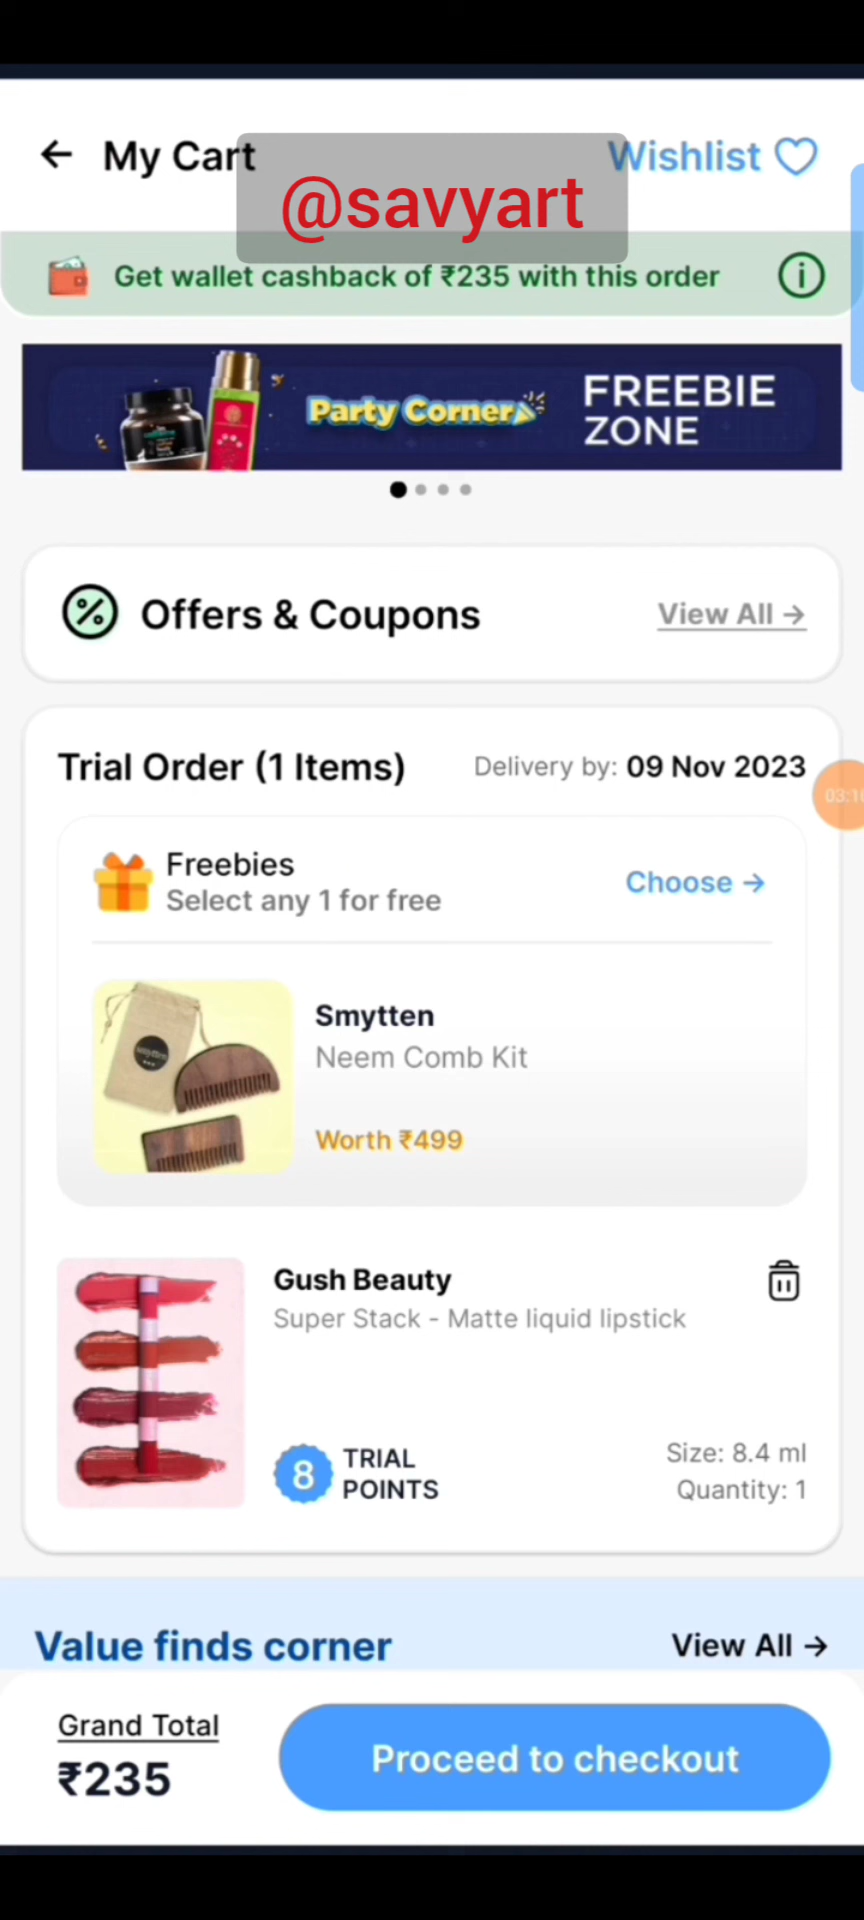 ← My Cart
Wishlist
@savyart
Get wallet cashback of ₹235 with this order
Party Corner
FREEBIE
ZONE
Offers & Coupons
View All →
Trial Order (1 Items)
Delivery by: 09 Nov 2023
Freebies
Select any 1 for free
Choose →
Smytten
Neem Comb Kit
Worth ₹499
Gush Beauty
Super Stack - Matte liquid lipstick
8
TRIAL
POINTS
Size: 8.4 ml
Quantity: 1
Value finds corner
View All →
Grand Total
₹235
Proceed to checkout